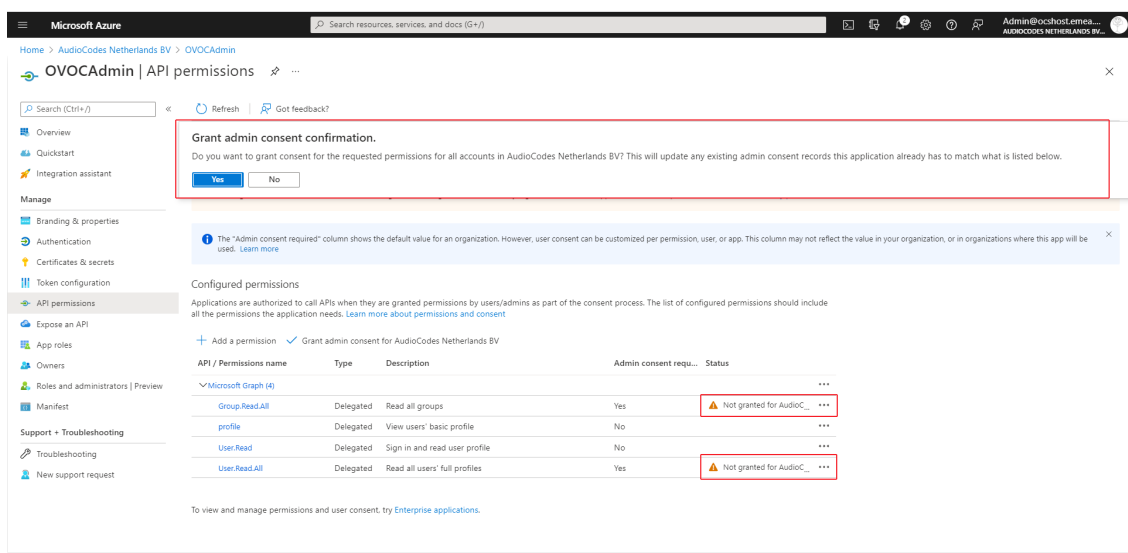 Microsoft Azure
Search resources, services, and docs (G+/)
2
Admin@ocshost.emea....
AUDIOCODES NETHERLANDS BV...
Home > AudioCodes Netherlands BV > OVOCAdmin
OVOCAdmin | API permissions ...
Search (Ctrl+/)
«
Refresh
Got feedback?
Overview
Quickstart
Integration assistant
Manage
Branding & properties
Authentication
Certificates & secrets
Token configuration
API permissions
Expose an API
App roles
Owners
Roles and administrators | Preview
Manifest
Support + Troubleshooting
Troubleshooting
New support request
Grant admin consent confirmation.
Do you want to grant consent for the requested permissions for all accounts in AudioCodes Netherlands BV? This will update any existing admin consent records this application already has to match what is listed below.
Yes No
The "Admin consent required" column shows the default value for an organization. However, user consent can be customized per permission, user, or app. This column may not reflect the value in your organization, or in organizations where this app will be
used. Learn more
Configured permissions
Applications are authorized to call APIs when they are granted permissions by users/admins as part of the consent process. The list of configured permissions should include
all the permissions the application needs. Learn more about permissions and consent
Add a permission Grant admin consent for AudioCodes Netherlands BV
API / Permissions name Type Description Admin consent requ... Status
Microsoft Graph (4) ...
Group.Read.All Delegated Read all groups Yes Not granted for AudioC... ...
profile Delegated View users' basic profile No ...
User.Read Delegated Sign in and read user profile No ...
User.Read.All Delegated Read all users' full profiles Yes Not granted for AudioC... ...
To view and manage permissions and user consent, try Enterprise applications.